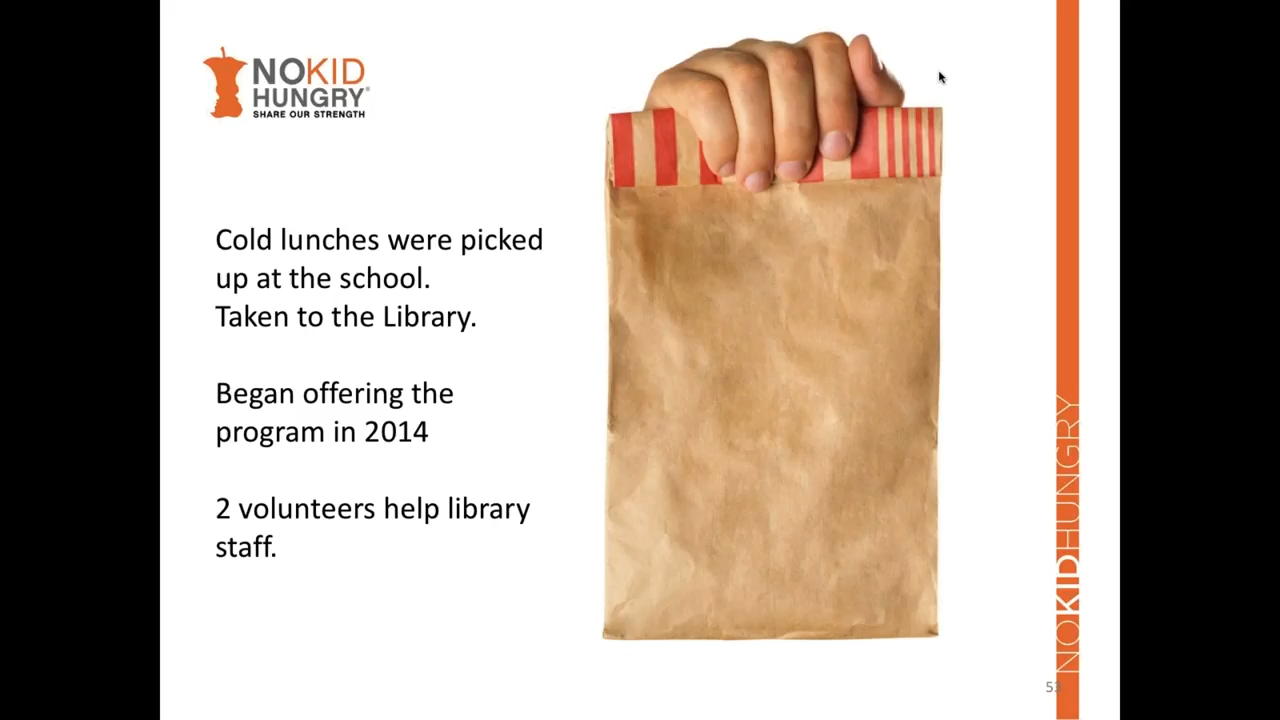 NOKID
HUNGRY®
SHARE OUR STRENGTH
Cold lunches were picked
up at the school.
Taken to the Library.
Began offering the
program in 2014
2 volunteers help library
staff.
NOKIDHUNGRY